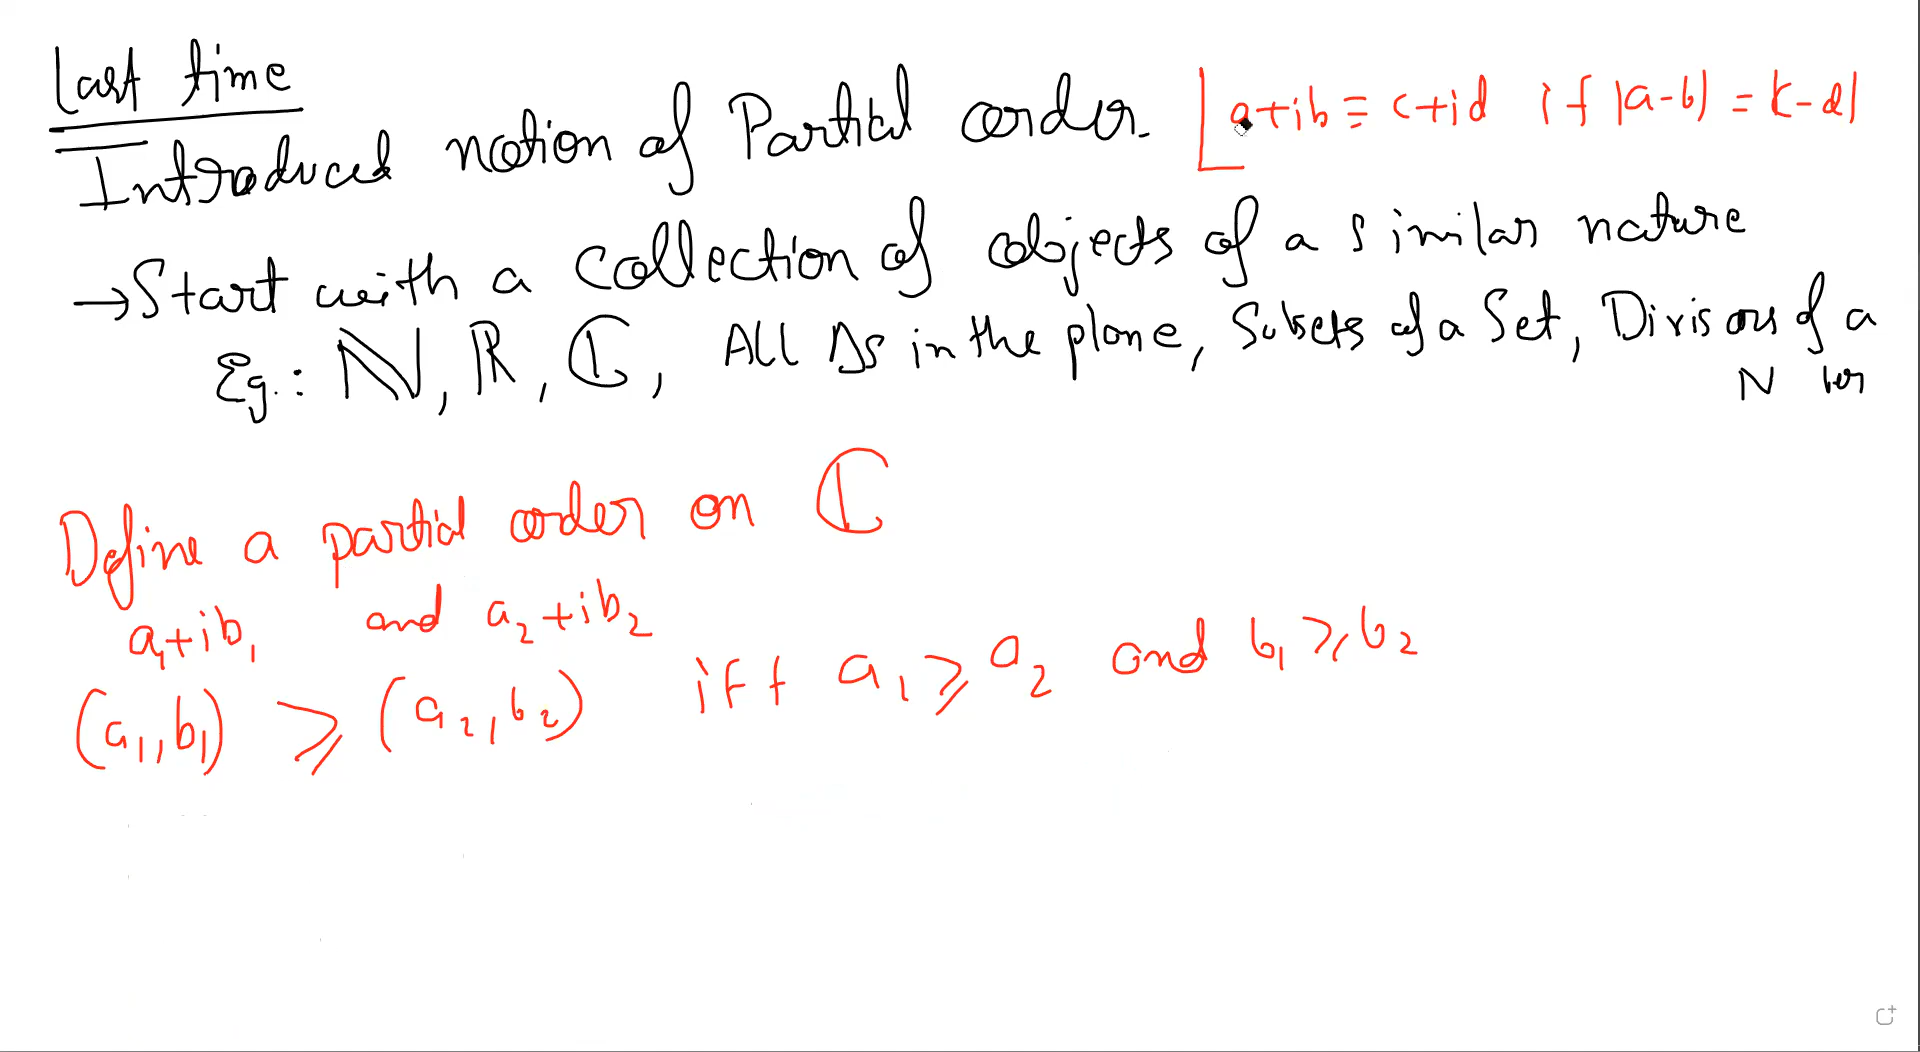 Last time
Introduced notion of Partial order.
a+ib ≡ c+id if |a-b| = |c-d|
→ Start with a collection of objects of a similar nature
Eg.: ℕ, ℝ, ℂ, All Δs in the plane, Subsets of a Set, Divisors of a
N ber
Define a partial order on ℂ
a₁+ib₁ and a₂+ib₂
(a₁,b₁) ⩾ (a₂,b₂) iff a₁ ⩾ a₂ and b₁ ⩾ b₂